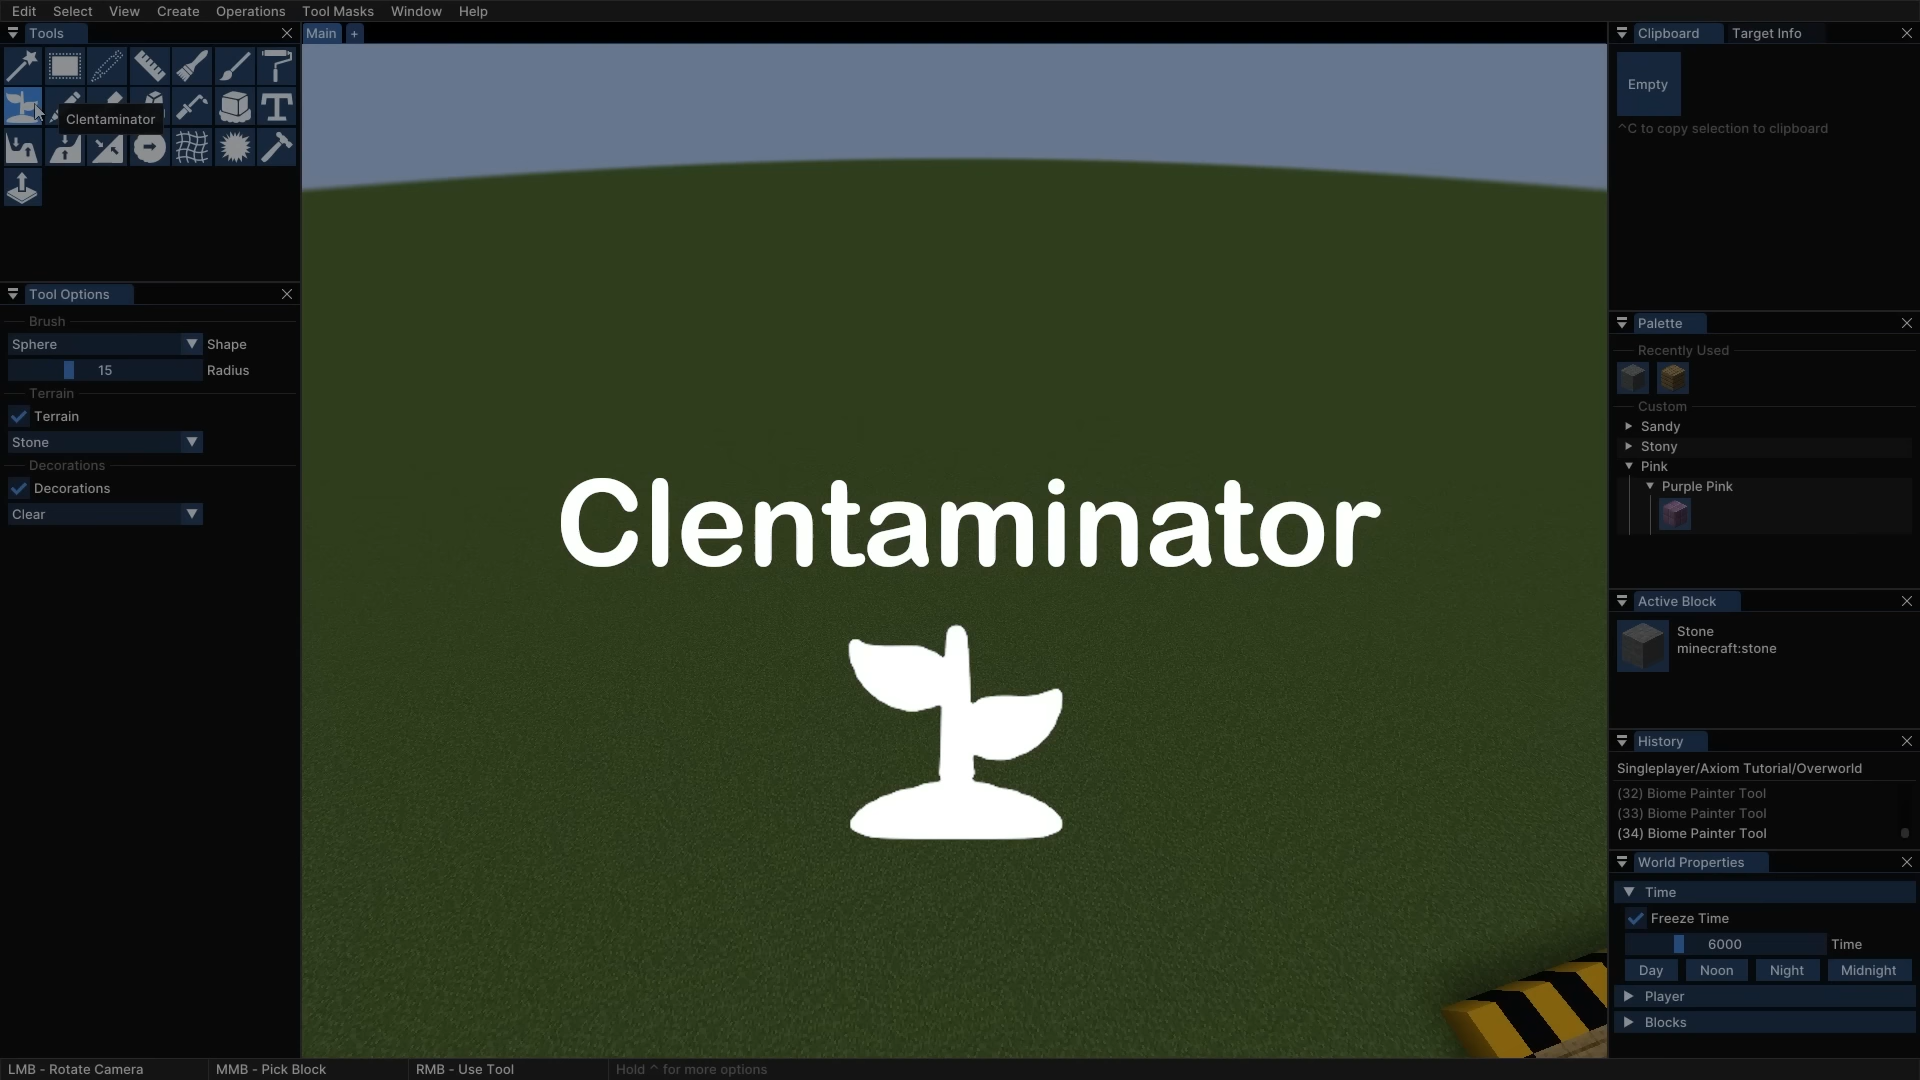 Edit Select View Create Operations Tool Masks Window Help
Tools
Main +
Clipboard Target Info
Clentaminator
Empty
^C to copy selection to clipboard
Tool Options
Brush
Sphere Shape
15 Radius
Terrain
Terrain
Stone
Decorations
Decorations
Clear
Clentaminator
Palette
Recently Used
Custom
Sandy
Stony
Pink
Purple Pink
Active Block
Stone
minecraft:stone
History
Singleplayer/Axiom Tutorial/Overworld
(32) Biome Painter Tool
(33) Biome Painter Tool
(34) Biome Painter Tool
World Properties
Time
Freeze Time
6000 Time
Day Noon Night Midnight
Player
Blocks
LMB - Rotate Camera MMB - Pick Block RMB - Use Tool Hold ^ for more options